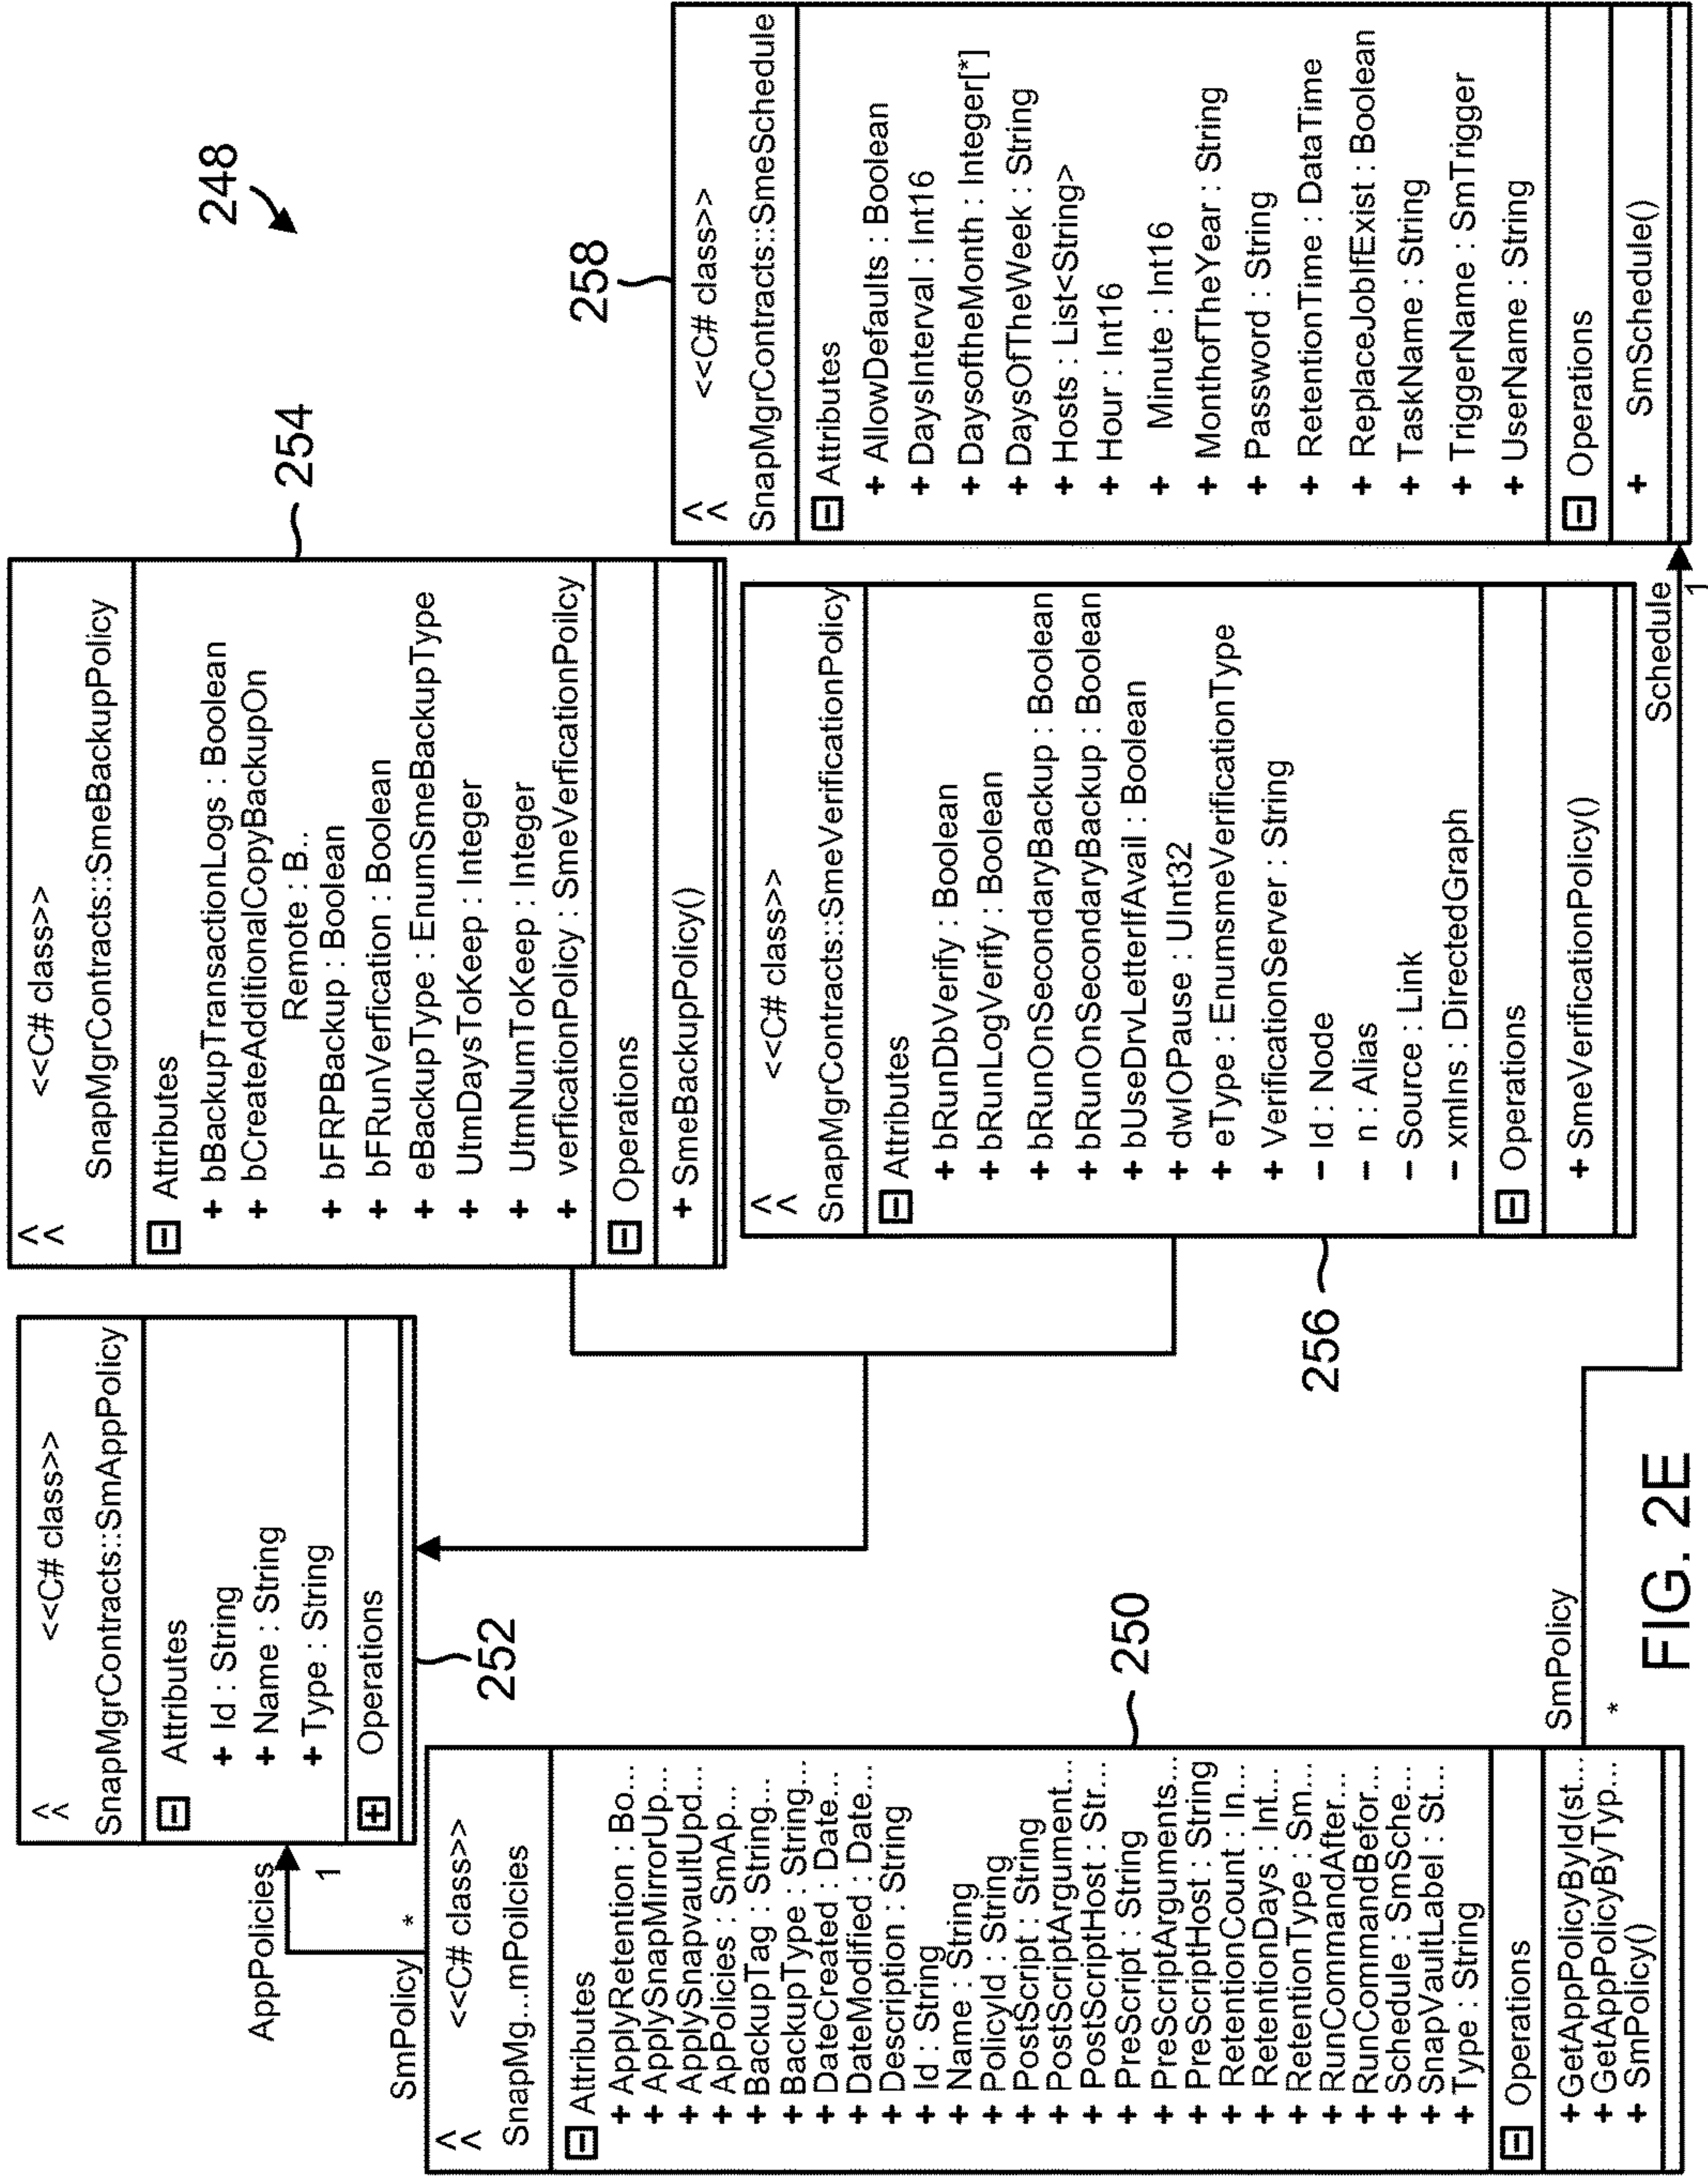 248
<<C# class>>
SnapMgrContracts::SmAppPolicy
Attributes
+ Id : String
+ Name : String
+ Type : String
Operations
252
AppPolicies
1
SmPolicy
*
<<C# class>>
SnapMg...mPoilcies
Attributes
+ ApplyRetention : Bo...
+ ApplySnapMirrorUp...
+ ApplySnapvaultUpd...
+ ApPolicies : SmAp...
+ BackupTag : String...
+ BackupType : String...
+ DateCreated : Date...
+ DateModified : Date...
+ Description : String
+ Id : String
+ Name : String
+ PolicyId : String
+ PostScript : String
+ PostScriptArgument...
+ PostScriptHost : Str...
+ PreScript : String
+ PreScriptArguments...
+ PreScriptHost : String
+ RetentionCount : In...
+ RetentionDays : Int...
+ RetentionType : Sm...
+ RunCommandAfter...
+ RunCommandBefor...
+ Schedule : SmSche...
+ SnapVaultLabel : St...
+ Type : String
Operations
+ GetAppPolicyById(st...
+ GetAppPolicyByTyp...
+ SmPolicy()
250
<<C# class>>
SnapMgrContracts::SmeBackupPolicy
Attributes
+ bBackupTransactionLogs : Boolean
+ bCreateAdditionalCopyBackupOn
Remote : B..
+ bFRPBackup : Boolean
+ bFRunVerfication : Boolean
+ eBackupType : EnumSmeBackupType
+ UtmDaysToKeep : Integer
+ UtmNumToKeep : Integer
+ verficationPolicy : SmeVerficationPoilcy
Operations
+ SmeBackupPolicy()
254
<<C# class>>
SnapMgrContracts::SmeVerificationPolicy
Attributes
+ bRunDbVerify : Boolean
+ bRunLogVerify : Boolean
+ bRunOnSecondaryBackup : Boolean
+ bRunOnSecondaryBackup : Boolean
+ bUseDrvLetterIfAvail : Boolean
+ dwIOPause : UInt32
+ eType : EnumsmeVerificationType
+ VerificationServer : String
− Id : Node
− n : Alias
− Source : Link
− xmlns : DirectedGraph
Operations
+ SmeVerificationPolicy()
256
<<C# class>>
SnapMgrContracts::SmeSchedule
Attributes
+ AllowDefaults : Boolean
+ DaysInterval : Int16
+ DaysoftheMonth : Integer[*]
+ DaysOfTheWeek : String
+ Hosts : List<String>
+ Hour : Int16
+ Minute : Int16
+ MonthofTheYear : String
+ Password : String
+ RetentionTime : DataTime
+ ReplaceJobIfExist : Boolean
+ TaskName : String
+ TriggerName : SmTrigger
+ UserName : String
Operations
+ SmSchedule()
258
SmPolicy
*
Schedule
1
FIG. 2E